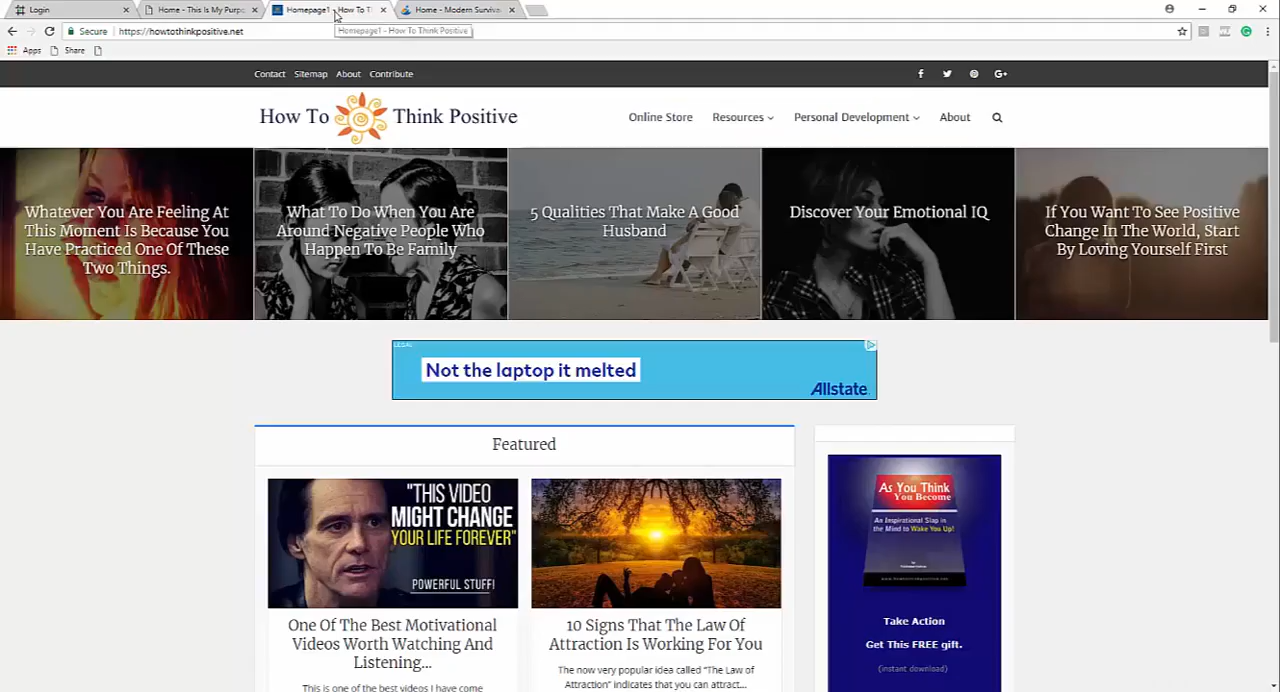 Login
Home - This Is My Purpo
Homepage1 - How To T
Home - Modern Surviva
Secure
https://howtothinkpositive.net
Homepage1 - How To Think Positive
Apps
Share
Contact
Sitemap
About
Contribute
G+
How To Think Positive
Online Store
Resources
Personal Development
About
Whatever You Are Feeling At
This Moment Is Because You
Have Practiced One Of These
Two Things.
What To Do When You Are
Around Negative People Who
Happen To Be Family
5 Qualities That Make A Good
Husband
Discover Your Emotional IQ
If You Want To See Positive
Change In The World, Start
By Loving Yourself First
LEGAL
Not the laptop it melted
Allstate
Featured
"THIS VIDEO
MIGHT CHANGE
YOUR LIFE FOREVER"
POWERFUL STUFF!
One Of The Best Motivational
Videos Worth Watching And
Listening...
This is one of the best videos I have come
10 Signs That The Law Of
Attraction Is Working For You
The now very popular idea called "The Law of
Attraction" indicates that you can attract...
As You Think
You Become
An Inspirational Slap in
the Mind to Wake You Up!
Take Action
Get This FREE gift.
(instant download)